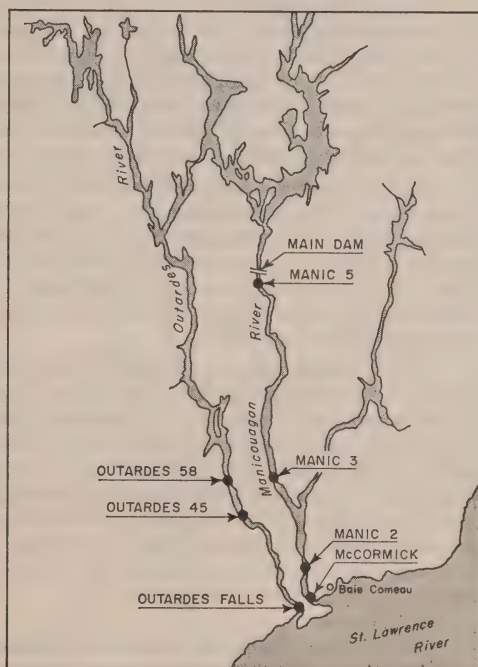 River
Outardes
MAIN DAM
MANIC 5
River
Manicouagan
MANIC 3
OUTARDES 58
OUTARDES 45
MANIC 2
McCORMICK
Baie Comeau
OUTARDES FALLS
St. Lawrence
River